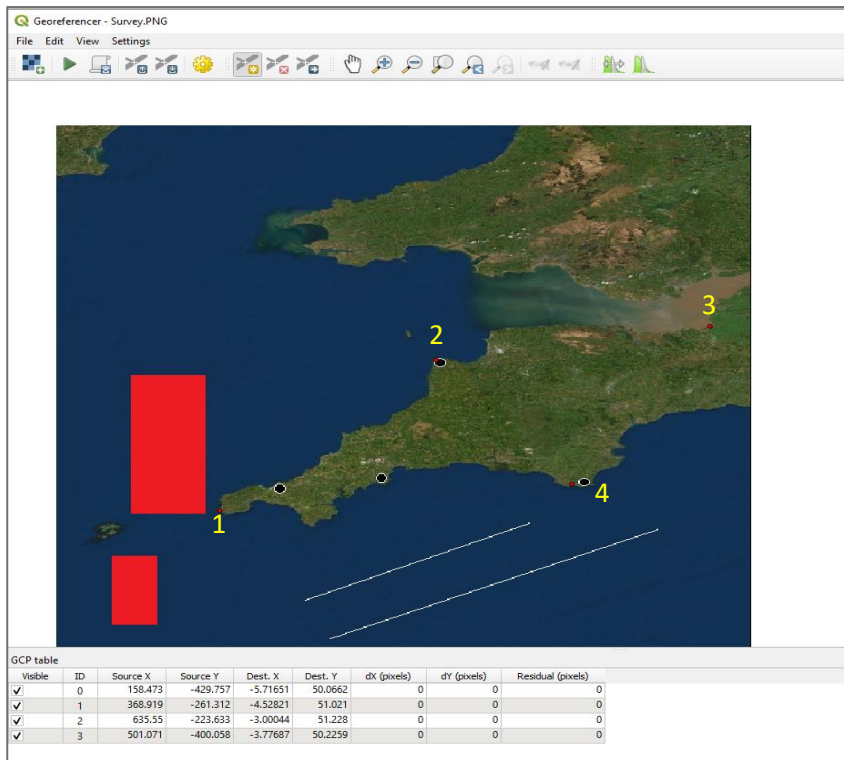 Georeferencer - Survey.PNG
File Edit View Settings
3
2
4
1
GCP table
Visible ID Source X Source Y Dest. X Dest. Y dX (pixels) dY (pixels) Residual (pixels)
0 158.473 -429.757 -5.71651 50.0662 0 0 0
1 368.919 -261.312 -4.52821 51.021 0 0 0
2 635.55 -223.633 -3.00044 51.228 0 0 0
3 501.071 -400.058 -3.77687 50.2259 0 0 0